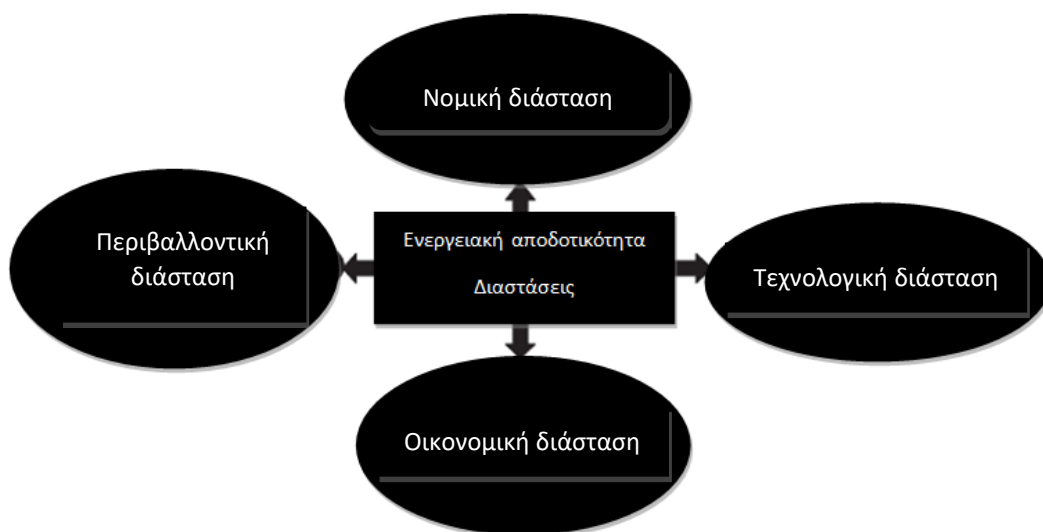 Νομική διάσταση
Περιβαλλοντική
διάσταση
Ενεργειακή αποδοτικότητα
Διαστάσεις
Τεχνολογική διάσταση
Οικονομική διάσταση